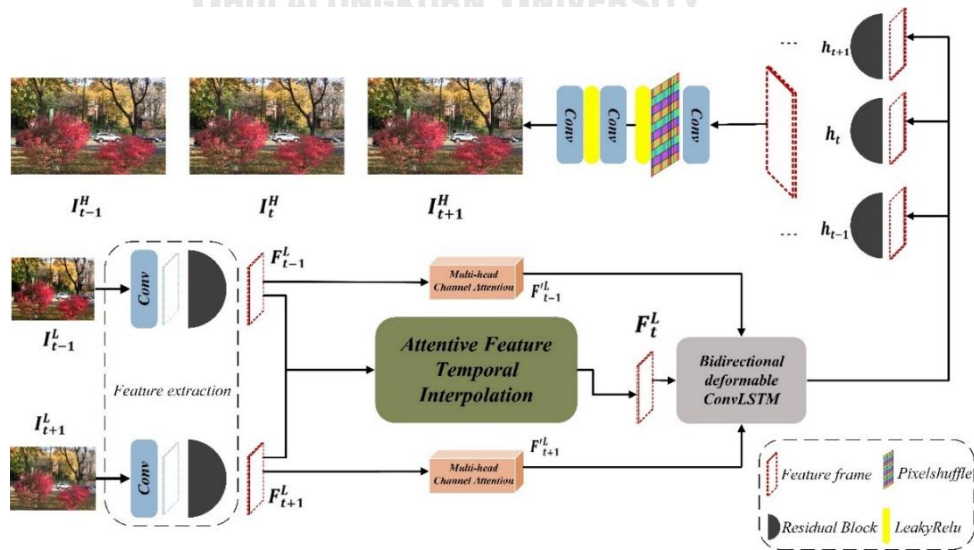 CHULALONGKORN UNIVERSITY
... h_{t+1}
h_t
... h_{t-1}
Conv Conv Conv
I^H_{t-1} I^H_t I^H_{t+1}
I^L_{t-1}
Conv
F^L_{t-1}
Multi-head
Channel Attention
F'^L_{t-1}
Feature extraction
Attentive Feature
Temporal
Interpolation
F^L_t
Bidirectional
deformable
ConvLSTM
I^L_{t+1}
Conv
F^L_{t+1}
Multi-head
Channel Attention
F'^L_{t+1}
Feature frame
Pixelshuffle
Residual Block
LeakyRelu